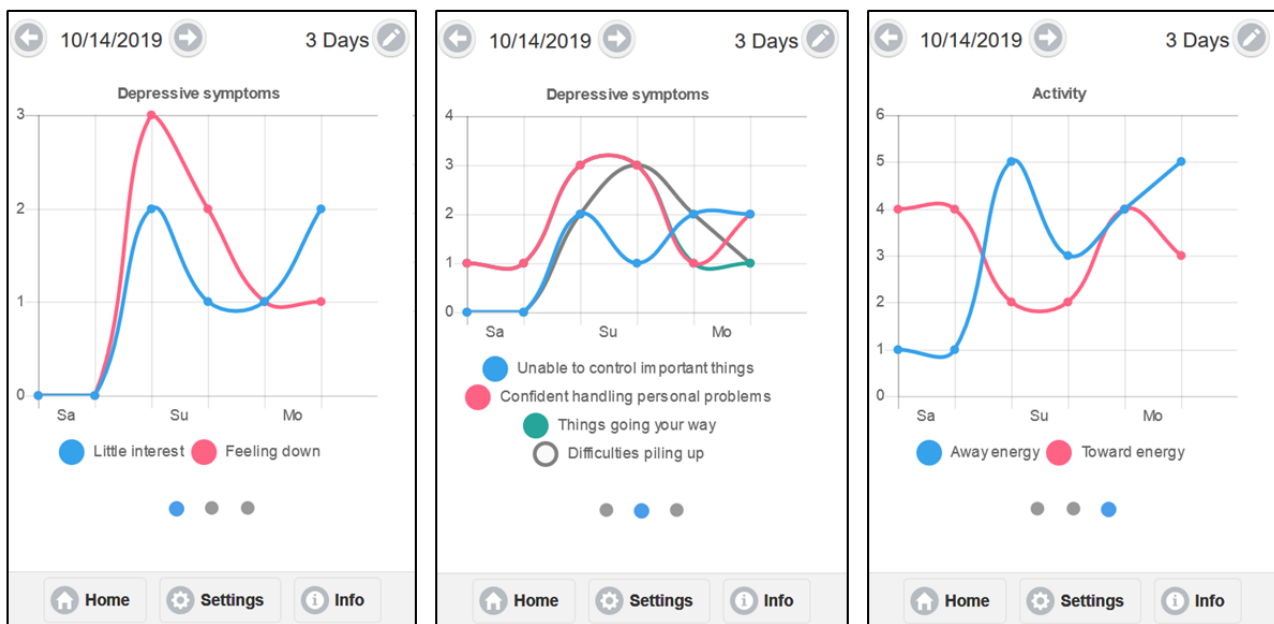 10/14/2019 3 Days
Depressive symptoms
3
2
1
0
Sa Su Mo
Little interest Feeling down
Home Settings Info
10/14/2019 3 Days
Depressive symptoms
4
3
2
1
0
Sa Su Mo
Unable to control important things
Confident handling personal problems
Things going your way
Difficulties piling up
Home Settings Info
10/14/2019 3 Days
Activity
6
5
4
3
2
1
0
Sa Su Mo
Away energy Toward energy
Home Settings Info